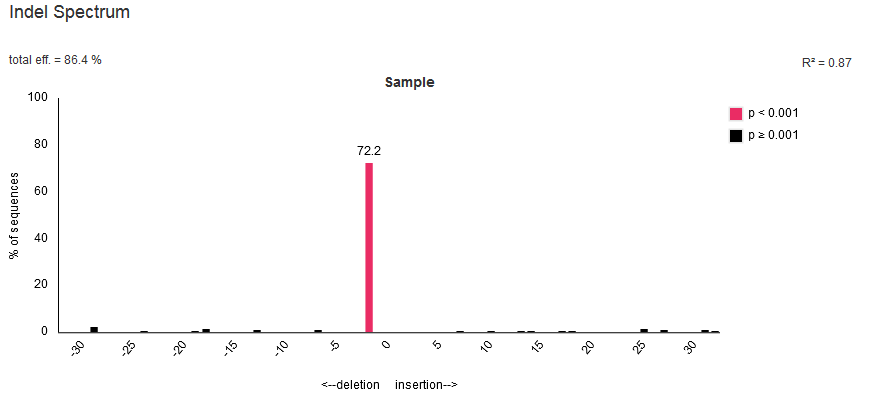 Indel Spectrum
total eff. = 86.4 %
R² = 0.87
Sample
p < 0.001
p ≥ 0.001
% of sequences
100
80
60
40
20
0
72.2
-30 -25 -20 -15 -10 -5 0 5 10 15 20 25 30
<--deletion insertion-->